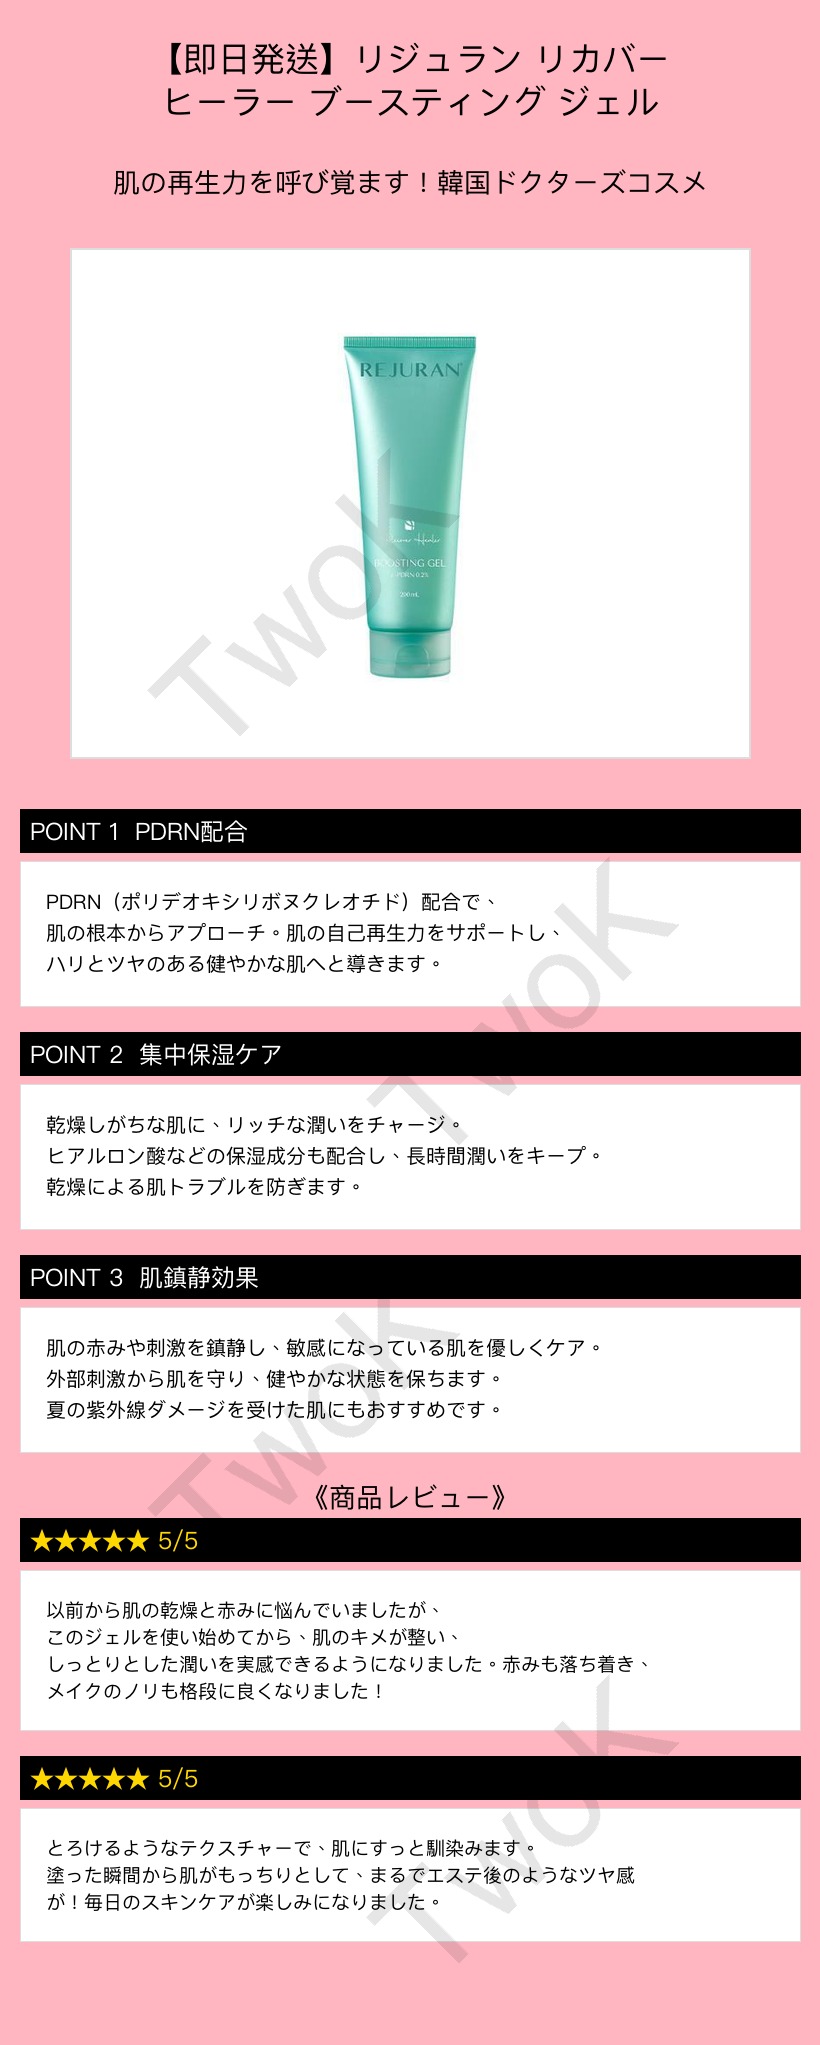 【即日発送】リジュラン リカバー
ヒーラー ブースティング ジェル
肌の再生力を呼び覚ます！韓国ドクターズコスメ
REJURAN
Healer
BOOSTING GEL
c-PDRN 0.2%
200 mL
TwoK
POINT 1 PDRN配合
PDRN（ポリデオキシリボヌクレオチド）配合で、
肌の根本からアプローチ。肌の自己再生力をサポートし、
ハリとツヤのある健やかな肌へと導きます。
TwoK
POINT 2 集中保湿ケア
乾燥しがちな肌に、リッチな潤いをチャージ。
ヒアルロン酸などの保湿成分も配合し、長時間潤いをキープ。
乾燥による肌トラブルを防ぎます。
POINT 3 肌鎮静効果
肌の赤みや刺激を鎮静し、敏感になっている肌を優しくケア。
外部刺激から肌を守り、健やかな状態を保ちます。
夏の紫外線ダメージを受けた肌にもおすすめです。
TwoK
《商品レビュー》
★★★★★ 5/5
以前から肌の乾燥と赤みに悩んでいましたが、
このジェルを使い始めてから、肌のキメが整い、
しっとりとした潤いを実感できるようになりました。赤みも落ち着き、
メイクのノリも格段に良くなりました！
★★★★★ 5/5
とろけるようなテクスチャーで、肌にすっと馴染みます。
塗った瞬間から肌がもっちりとして、まるでエステ後のようなツヤ感
が！毎日のスキンケアが楽しみになりました。
TwoK